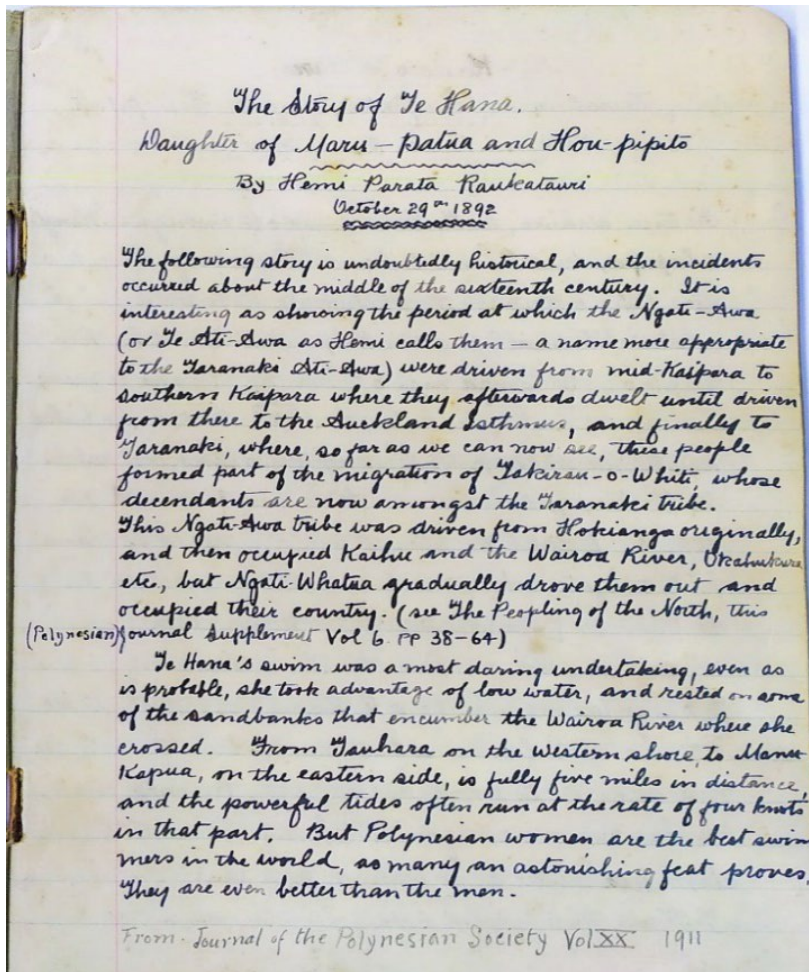 The Story of Te Hana.
Daughter of Maru - patua and Hou-pipito
By Hemi Parata Raukatauri
October 29th 1892
The following story is undoubtedly historical, and the incidents
occurred about the middle of the sixteenth century. It is
interesting as showing the period at which the Ngati-Awa
(or Te Ati-Awa as Hemi calls them - a name more appropriate
to the Taranaki Ati-Awa) were driven from mid-Kaipara to
southern Kaipara where they afterwards dwelt until driven
from there to the Auckland Isthmus, and finally to
Taranaki, where, so far as we can now see, these people
formed part of the migration of Takirau-o-Whiti, whose
decendants are now amongst the Taranaki tribe.
This Ngati-Awa tribe was driven from Hokianga originally,
and then occupied Kaihu and the Wairoa River, Okahukura
etc, but Ngati-Whatua gradually drove them out and
occupied their country. (see The Peopling of the North, this
(Polynesian) Journal Supplement Vol 6 PP 38-64)
Te Hana's swim was a most daring undertaking, even as
is probable, she took advantage of low water, and rested on some
of the sandbanks that encumber the Wairoa River where she
crossed. From Tauhara on the western shore, to Manu
Kapua, on the eastern side, is fully five miles in distance,
and the powerful tides often run at the rate of four knots
in that part. But Polynesian women are the best swim
mers in the world, as many an astonishing feat proves.
They are even better than the men.
From Journal of the Polynesian Society Vol XX 1911